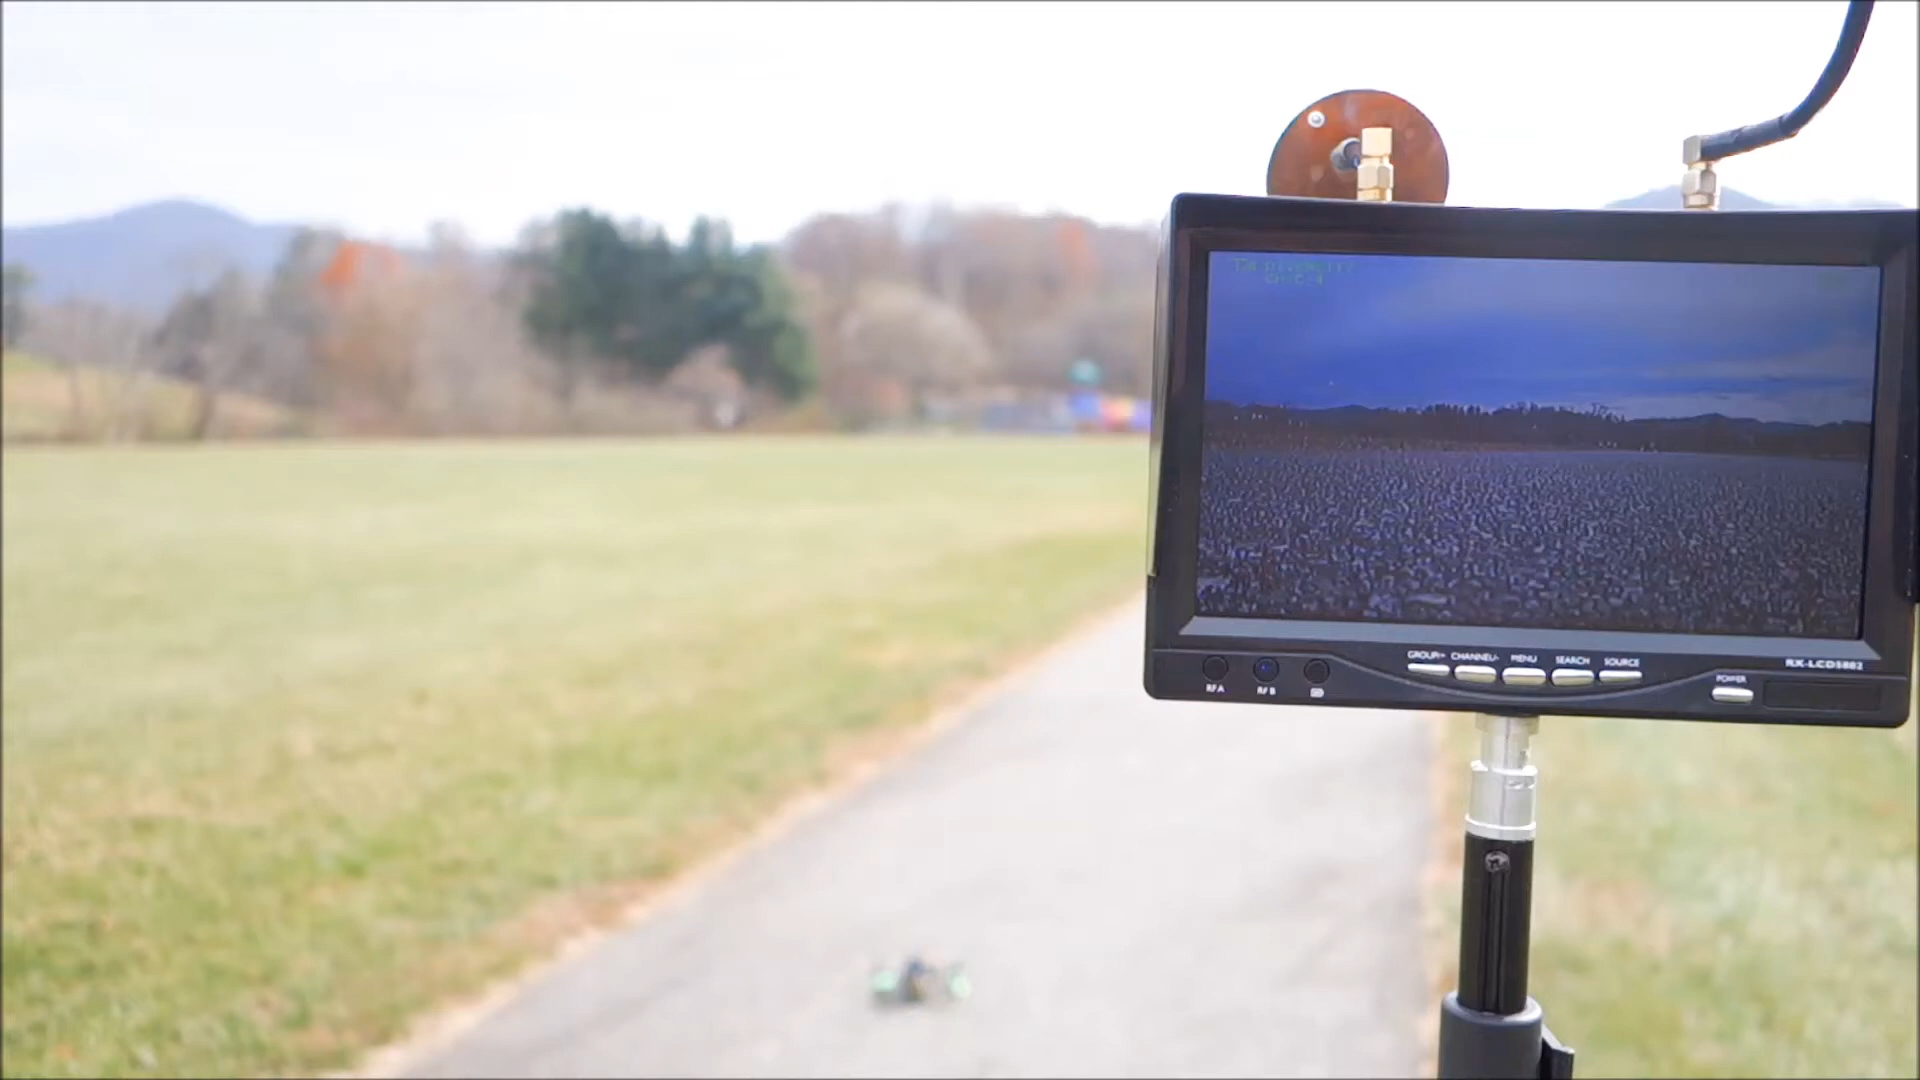 GROUP/+ CHANNEL/- MENU SEARCH SOURCE
RX-LCD5802
POWER
RF A RF B